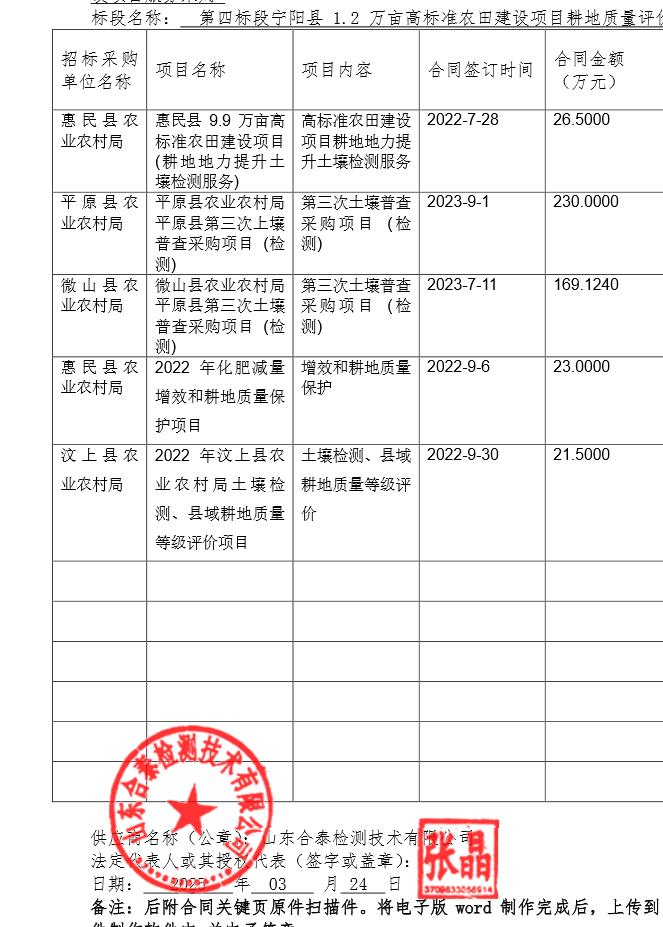 标段名称: 第四标段宁阳县 1.2 万亩高标准农田建设项目耕地质量评价
招标采购
单位名称
项目名称
项目内容
合同签订时间
合同金额
(万元)
惠民县农
业农村局
惠民县 9.9 万亩高
标准农田建设项目
(耕地地力提升土
壤检测服务)
高标准农田建设
项目耕地地力提
升土壤检测服务
2022-7-28
26.5000
平原县农
业农村局
平原县农业农村局
平原县第三次上壤
普查采购项目 (检
测)
第三次土壤普查
采购项目 (检
测)
2023-9-1
230.0000
微山县农
业农村局
微山县农业农村局
平原县第三次土壤
普查采购项目 (检
测)
第三次土壤普查
采购项目 (检
测)
2023-7-11
169.1240
惠民县农
业农村局
2022 年化肥减量
增效和耕地质量保
护项目
增效和耕地质量
保护
2022-9-6
23.0000
汶上县农
业农村局
2022 年汶上县农
业农村局土壤检
测、县域耕地质量
等级评价项目
土壤检测、县域
耕地质量等级评
价
2022-9-30
21.5000
山东合泰检测技术有限公司
供应商名称(公章): 山东合泰检测技术有限公司
法定代表人或其授权代表(签字或盖章):
张晶
3709833056914
日期: 年 03 月 24 日
备注: 后附合同关键页原件扫描件。将电子版 word 制作完成后，上传到